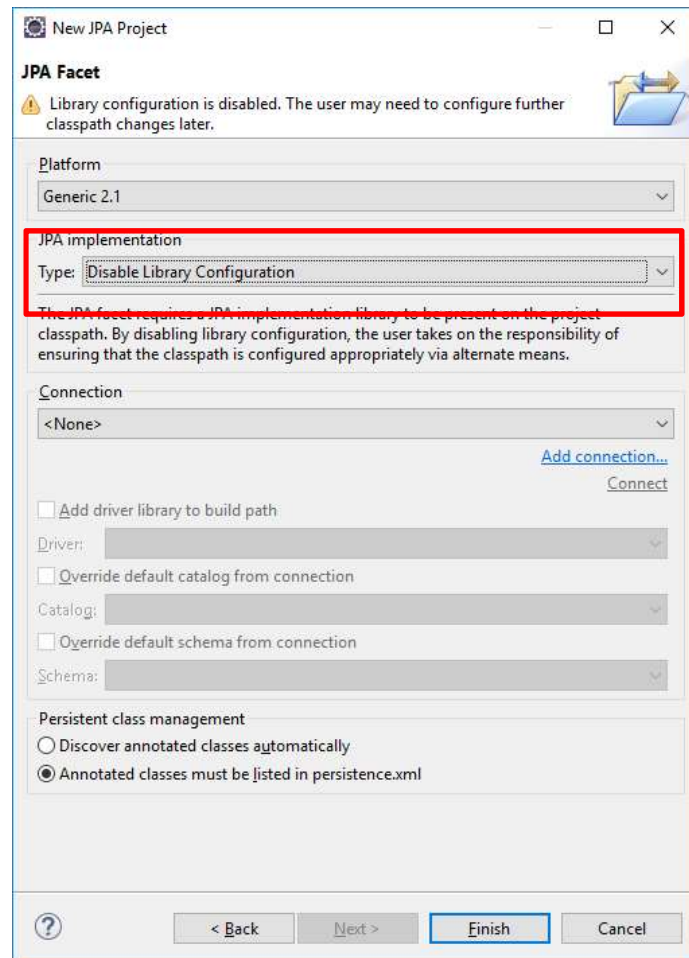 New JPA Project
JPA Facet
Library configuration is disabled. The user may need to configure further
classpath changes later.
Platform
Generic 2.1
JPA implementation
Type: Disable Library Configuration
The JPA facet requires a JPA implementation library to be present on the project
classpath. By disabling library configuration, the user takes on the responsibility of
ensuring that the classpath is configured appropriately via alternate means.
Connection
<None>
Add connection...
Connect
Add driver library to build path
Driver:
Override default catalog from connection
Catalog:
Override default schema from connection
Schema:
Persistent class management
Discover annotated classes automatically
Annotated classes must be listed in persistence.xml
? < Back Next > Finish Cancel